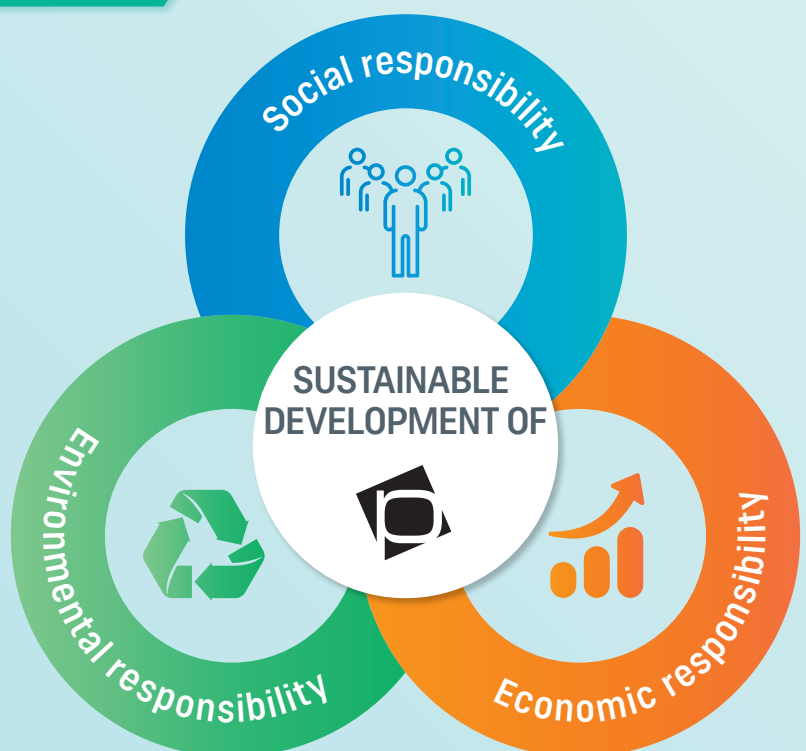 Social responsibility
SUSTAINABLE
DEVELOPMENT OF
p
Environmental responsibility
Economic responsibility